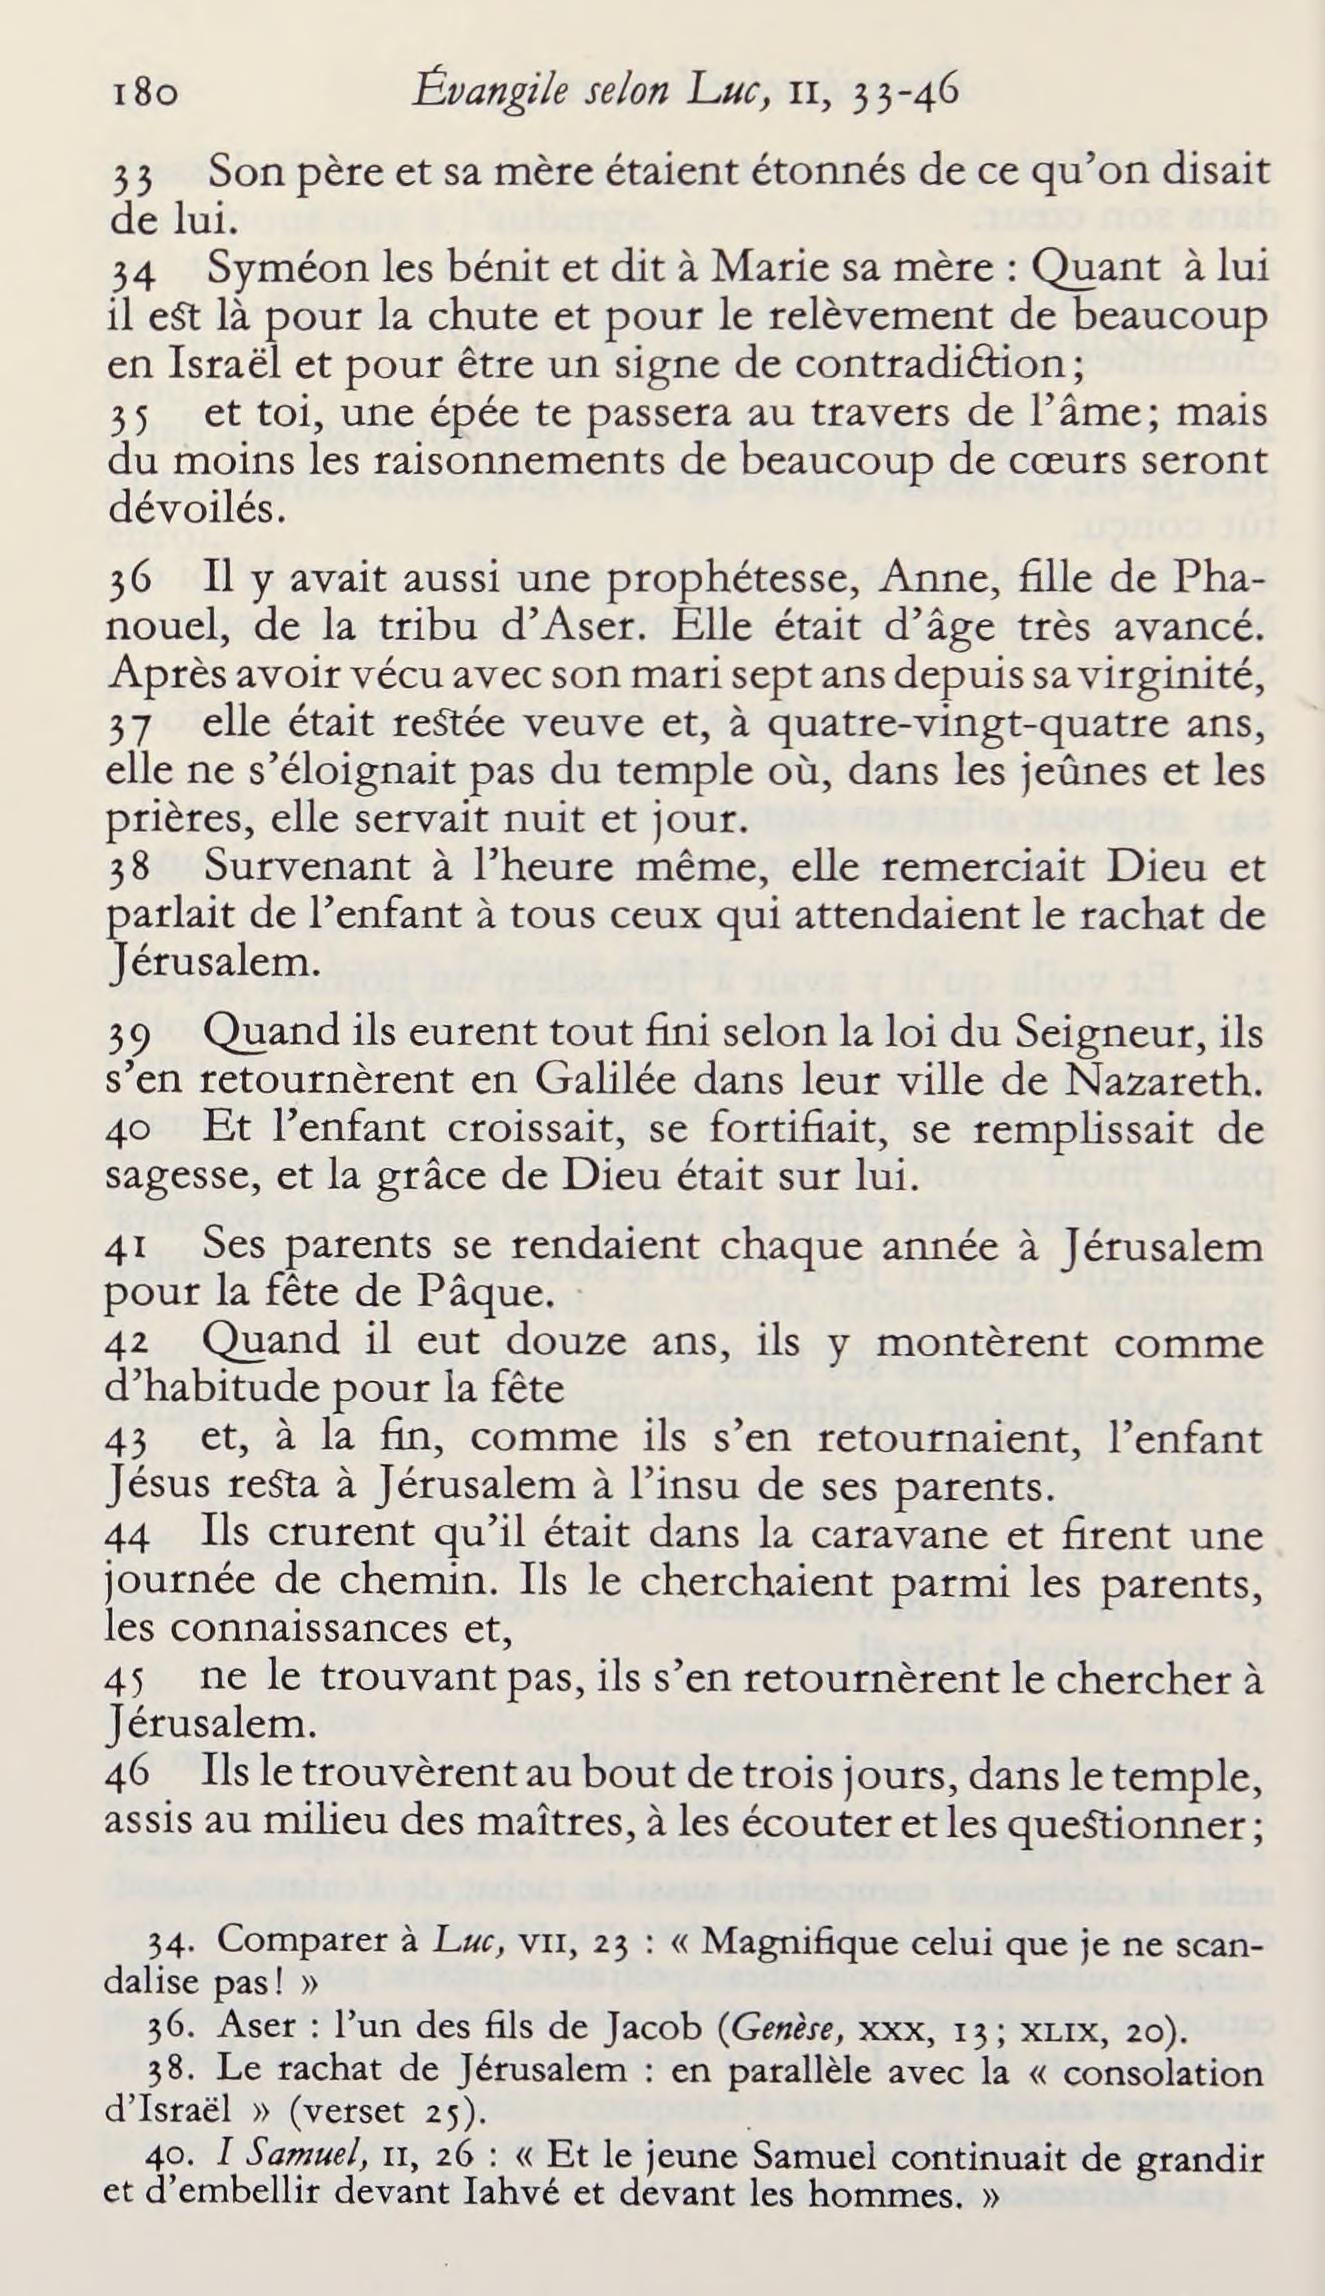 180 Évangile selon Luc, II, 33-46
33 Son père et sa mère étaient étonnés de ce qu’on disait
de lui.
34 Syméon les bénit et dit à Marie sa mère : Quant à lui
il est là pour la chute et pour le relèvement de beaucoup
en Israël et pour être un signe de contradiction ;
35 et toi, une épée te passera au travers de l’âme ; mais
du moins les raisonnements de beaucoup de cœurs seront
dévoilés.
36 Il y avait aussi une prophétesse, Anne, fille de Pha-
nouel, de la tribu d’Aser. Elle était d’âge très avancé.
Après avoir vécu avec son mari sept ans depuis sa virginité,
37 elle était restée veuve et, à quatre-vingt-quatre ans,
elle ne s’éloignait pas du temple où, dans les jeûnes et les
prières, elle servait nuit et jour.
38 Survenant à l’heure même, elle remerciait Dieu et
parlait de l’enfant à tous ceux qui attendaient le rachat de
Jérusalem.
39 Quand ils eurent tout fini selon la loi du Seigneur, ils
s’en retournèrent en Galilée dans leur ville de Nazareth.
40 Et l’enfant croissait, se fortifiait, se remplissait de
sagesse, et la grâce de Dieu était sur lui.
41 Ses parents se rendaient chaque année à Jérusalem
pour la fête de Pâque.
42 Quand il eut douze ans, ils y montèrent comme
d’habitude pour la fête
43 et, à la fin, comme ils s’en retournaient, l’enfant
Jésus resta à Jérusalem à l’insu de ses parents.
44 Ils crurent qu’il était dans la caravane et firent une
journée de chemin. Ils le cherchaient parmi les parents,
les connaissances et,
45 ne le trouvant pas, ils s’en retournèrent le chercher à
Jérusalem.
46 Ils le trouvèrent au bout de trois jours, dans le temple,
assis au milieu des maîtres, à les écouter et les questionner ;
34. Comparer à Luc, VII, 23 : « Magnifique celui que je ne scan-
dalise pas ! »
36. Aser : l’un des fils de Jacob (Genèse, XXX, 13 ; XLIX, 20).
38. Le rachat de Jérusalem : en parallèle avec la « consolation
d’Israël » (verset 25).
40. I Samuel, II, 26 : « Et le jeune Samuel continuait de grandir
et d’embellir devant Iahvé et devant les hommes. »